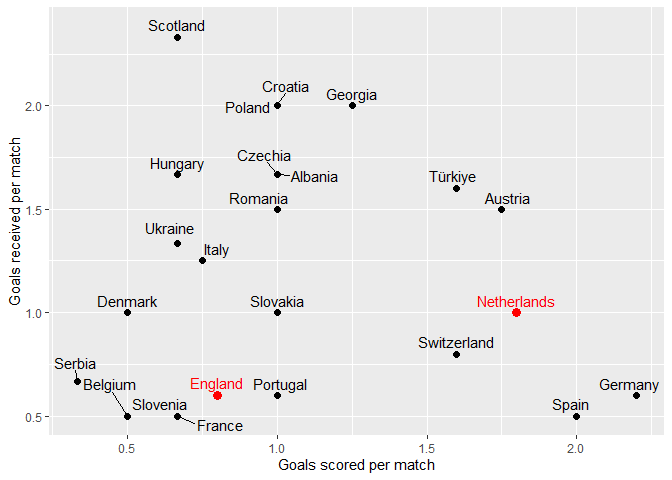 Scotland
Croatia
Poland
Georgia
2.0
Czechia
Hungary
Albania
Türkiye
Romania
Austria
1.5
Ukraine
Italy
Denmark
Slovakia
Netherlands
1.0
Switzerland
Serbia
Belgium
England
Portugal
Germany
Slovenia
Spain
0.5
France
0.5
1.0
1.5
2.0
Goals scored per match
Goals received per match